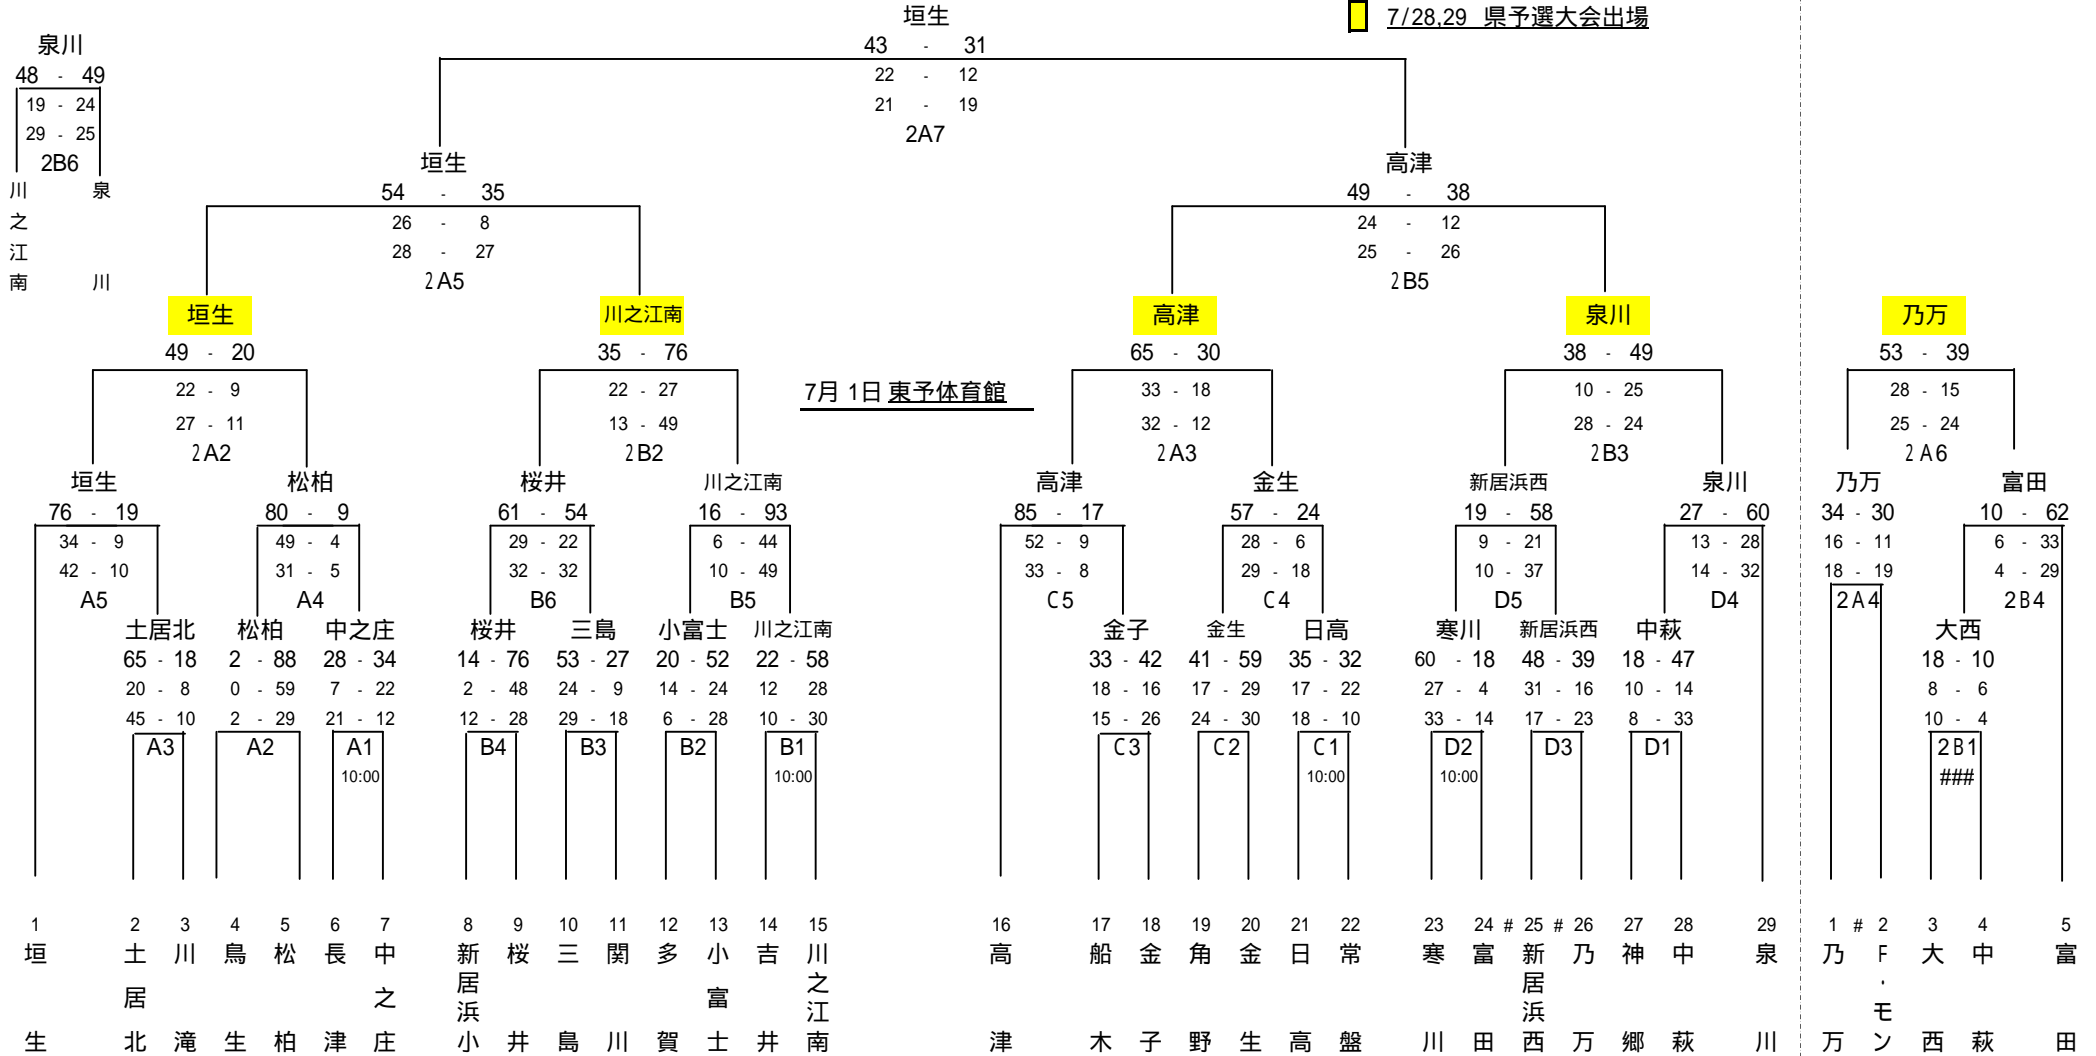 垣生
7/28,29 県予選大会出場
泉川
43 - 31
48 - 49
22 - 12
19 - 24
21 - 19
29 - 25
2A7
2B6
川之江南
泉川
垣生
高津
54 - 35
49 - 38
26 - 8
24 - 12
28 - 27
25 - 26
2A5
2B5
垣生
川之江南
高津
泉川
乃万
49 - 20
35 - 76
65 - 30
38 - 49
53 - 39
22 - 9
22 - 27
7月 1日 東予体育館
33 - 18
10 - 25
28 - 15
27 - 11
13 - 49
32 - 12
28 - 24
25 - 24
2A2
2B2
2A3
2B3
2A6
垣生
松柏
桜井
川之江南
高津
金生
新居浜西
泉川
乃万
富田
76 - 19
80 - 9
61 - 54
16 - 93
85 - 17
57 - 24
19 - 58
27 - 60
34 - 30
10 - 62
34 - 9
49 - 4
29 - 22
6 - 44
52 - 9
28 - 6
9 - 21
13 - 28
16 - 11
6 - 33
42 - 10
31 - 5
32 - 32
10 - 49
33 - 8
29 - 18
10 - 37
14 - 32
18 - 19
4 - 29
A5
A4
B6
B5
C5
C4
D5
D4
2A4
2B4
土居北
松柏
中之庄
桜井
三島
小富士
川之江南
金子
金生
日高
寒川
新居浜西
中萩
大西
65 - 18
2 - 88
28 - 34
14 - 76
53 - 27
20 - 52
22 - 58
33 - 42
41 - 59
35 - 32
60 - 18
48 - 39
18 - 47
18 - 10
20 - 8
0 - 59
7 - 22
2 - 48
24 - 9
14 - 24
12 28
18 - 16
17 - 29
17 - 22
27 - 4
31 - 16
10 - 14
8 - 6
45 - 10
2 - 29
21 - 12
12 - 28
29 - 18
6 - 28
10 - 30
15 - 26
24 - 30
18 - 10
33 - 14
17 - 23
8 - 33
10 - 4
A3
A2
A1
B4
B3
B2
B1
C3
C2
C1
D2
D3
D1
2B1
10:00
10:00
10:00
10:00
###
1 2 3 4 5 6 7 8 9 10 11 12 13 14 15 16 17 18 19 20 21 22 23 24 # 25 # 26 27 28 29 1 # 2 3 4 5
垣生
土居北
川滝
鳥生
松柏
長津
中之庄
新居浜小
桜井
三島
関川
多賀
小富士
吉井
川之江南
高津
船木
金子
角野
金生
日高
常盤
寒川
富田
新居浜西
乃万
神郷
中萩
泉川
乃万
F・モン
大西
中萩
富田